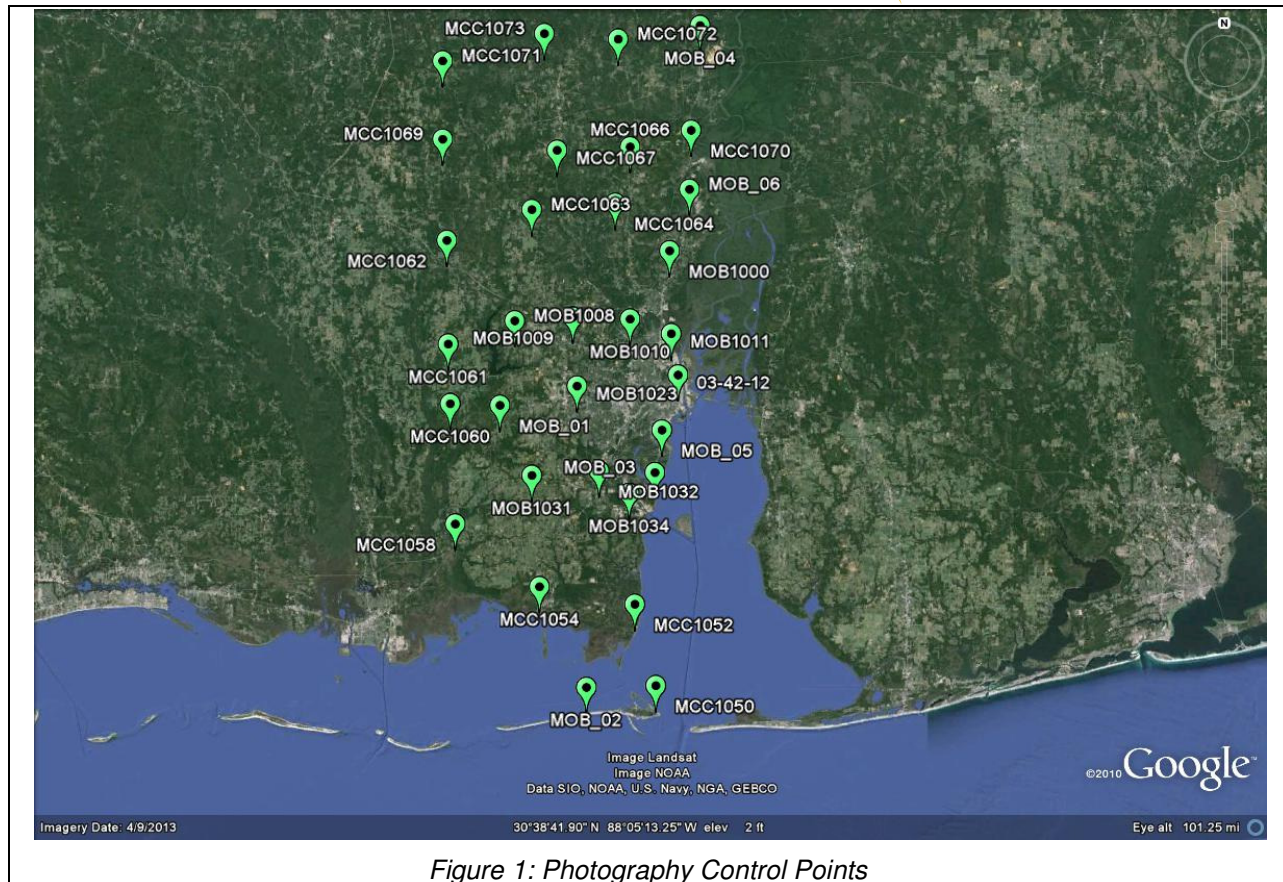 N
MCC1073
MCC1072
MCC1071
MOB_04
MCC1069
MCC1066
MCC1067
MCC1070
MOB_06
MCC1063
MCC1064
MCC1062
MOB1000
MOB1008
MOB1009
MOB1010
MOB1011
MCC1061
03-42-12
MOB1023
MCC1060
MOB_01
MOB_05
MOB_03
MOB1032
MOB1031
MOB1034
MCC1058
MCC1054
MCC1052
MCC1050
MOB_02
Image Landsat
Image NOAA
Data SIO, NOAA, U.S. Navy, NGA, GEBCO
©2010 Google™
Imagery Date: 4/9/2013 30°38'41.90" N 88°05'13.25" W elev 2 ft Eye alt 101.25 mi
Figure 1: Photography Control Points